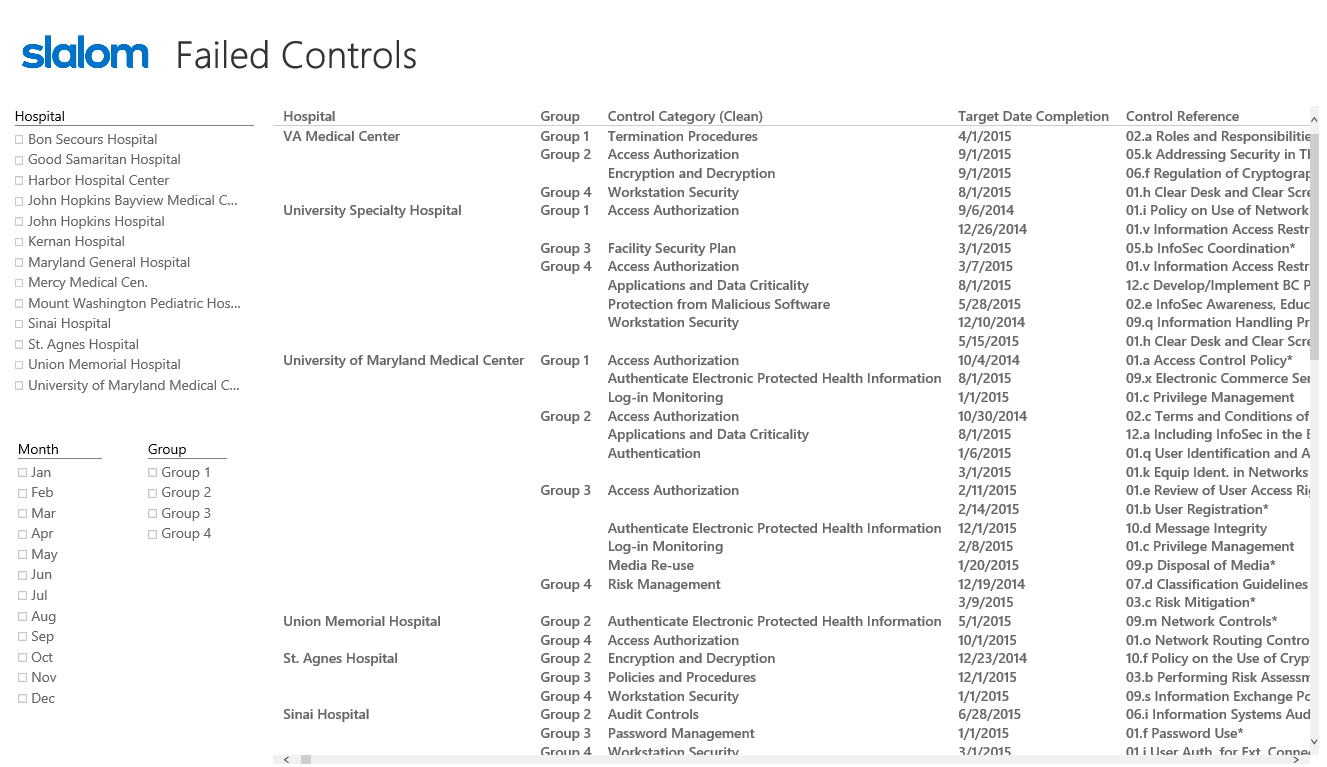 slalom Failed Controls
Hospital
Bon Secours Hospital
Good Samaritan Hospital
Harbor Hospital Center
John Hopkins Bayview Medical C...
John Hopkins Hospital
Kernan Hospital
Maryland General Hospital
Mercy Medical Cen.
Mount Washington Pediatric Hos...
Sinai Hospital
St. Agnes Hospital
Union Memorial Hospital
University of Maryland Medical C...
Month
Jan
Feb
Mar
Apr
May
Jun
Jul
Aug
Sep
Oct
Nov
Dec
Group
Group 1
Group 2
Group 3
Group 4
Hospital Group Control Category (Clean) Target Date Completion Control Reference
VA Medical Center Group 1 Termination Procedures 4/1/2015 02.a Roles and Responsibilitie
Group 2 Access Authorization 9/1/2015 05.k Addressing Security in Th
Encryption and Decryption 9/1/2015 06.f Regulation of Cryptograp
Group 4 Workstation Security 8/1/2015 01.h Clear Desk and Clear Scre
University Specialty Hospital Group 1 Access Authorization 9/6/2014 01.i Policy on Use of Network
12/26/2014 01.v Information Access Restr
Group 3 Facility Security Plan 3/1/2015 05.b InfoSec Coordination*
Group 4 Access Authorization 3/7/2015 01.v Information Access Restr
Applications and Data Criticality 8/1/2015 12.c Develop/Implement BC P
Protection from Malicious Software 5/28/2015 02.e InfoSec Awareness, Educ
Workstation Security 12/10/2014 09.q Information Handling Pr
5/15/2015 01.h Clear Desk and Clear Scre
University of Maryland Medical Center Group 1 Access Authorization 10/4/2014 01.a Access Control Policy*
Authenticate Electronic Protected Health Information 8/1/2015 09.x Electronic Commerce Ser
Log-in Monitoring 1/1/2015 01.c Privilege Management
Group 2 Access Authorization 10/30/2014 02.c Terms and Conditions of
Applications and Data Criticality 8/1/2015 12.a Including InfoSec in the B
Authentication 1/6/2015 01.q User Identification and A
3/1/2015 01.k Equip Ident. in Networks
Group 3 Access Authorization 2/11/2015 01.e Review of User Access Rig
2/14/2015 01.b User Registration*
Authenticate Electronic Protected Health Information 12/1/2015 10.d Message Integrity
Log-in Monitoring 2/8/2015 01.c Privilege Management
Media Re-use 1/20/2015 09.p Disposal of Media*
Group 4 Risk Management 12/19/2014 07.d Classification Guidelines
3/9/2015 03.c Risk Mitigation*
Union Memorial Hospital Group 2 Authenticate Electronic Protected Health Information 5/1/2015 09.m Network Controls*
Group 4 Access Authorization 10/1/2015 01.o Network Routing Contro
St. Agnes Hospital Group 2 Encryption and Decryption 12/23/2014 10.f Policy on the Use of Cryp
Group 3 Policies and Procedures 12/1/2015 03.b Performing Risk Assessm
Group 4 Workstation Security 1/1/2015 09.s Information Exchange Po
Sinai Hospital Group 2 Audit Controls 6/28/2015 06.i Information Systems Aud
Group 3 Password Management 1/1/2015 01.f Password Use*
Group 4 Workstation Security 3/1/2015 01.j User Auth. for Ext. Conne